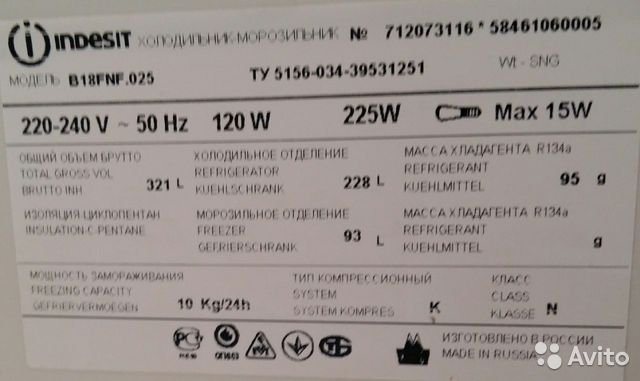 indesit ХОЛОДИЛЬНИК-МОРОЗИЛЬНИК № 712073116 * 58461060005
МОДЕЛЬ B18FNF.025 ТУ 5156-034-39531251 Wt - SNG
220-240 V ~ 50 Hz 120 W 225W Max 15W
ОБЩИЙ ОБЪЕМ БРУТТО ХОЛОДИЛЬНОЕ ОТДЕЛЕНИЕ МАССА ХЛАДАГЕНТА R134a
TOTAL GROSS VOL REFRIGERATOR REFRIGERANT
BRUTTO INH 321 L KUEHLSCHRANK 228 L KUEHLMITTEL 95 g
ИЗОЛЯЦИЯ ЦИКЛОПЕНТАН МОРОЗИЛЬНОЕ ОТДЕЛЕНИЕ МАССА ХЛАДАГЕНТА R134a
INSULATION-C-PENTANE FREEZER 93 L REFRIGERANT
GEFRIERSCHRANK KUEHLMITTEL g
МОЩНОСТЬ ЗАМОРАЖИВАНИЯ ТИП КОМПРЕССИОННЫЙ КЛАСС
FREEZING CAPACITY SYSTEM CLASS
GEFRIERVERMOEGEN 10 Kg/24h SYSTEM KOMPRES K KLASSE N
ИЗГОТОВЛЕНО В РОССИИ
MADE IN RUSSIA
Avito